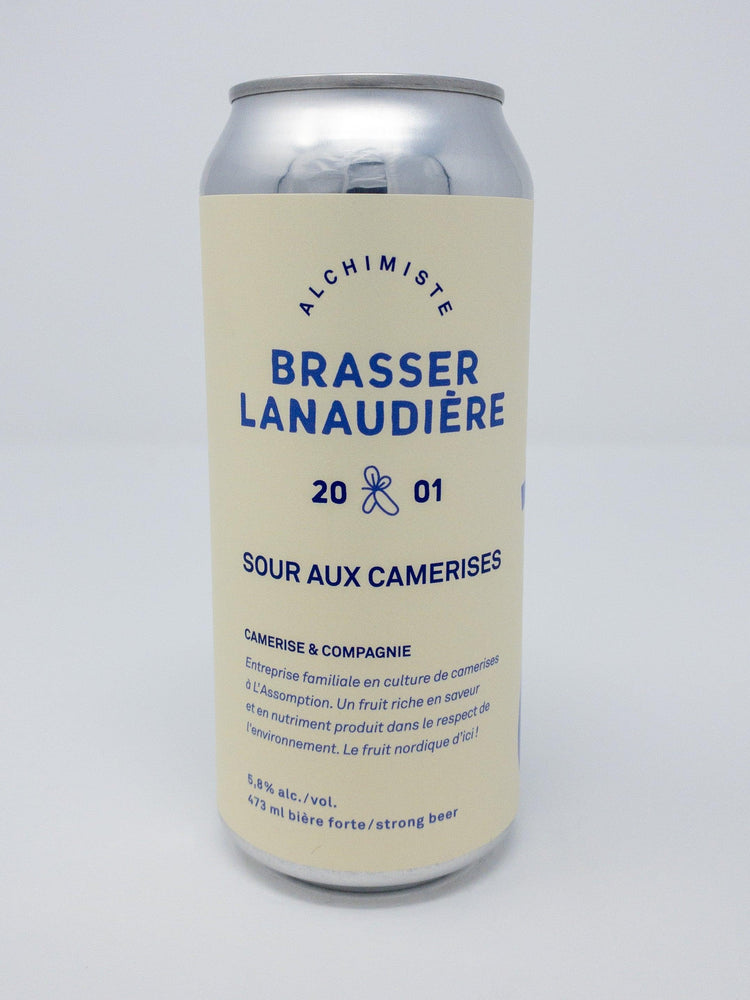 ALCHIMISTE
BRASSER
LANAUDIÈRE
20 01
SOUR AUX CAMERISES
CAMERISE & COMPAGNIE
Entreprise familiale en culture de camerises
à L'Assomption. Un fruit riche en saveur
et en nutriment produit dans le respect de
l'environnement. Le fruit nordique d'ici!
5,8% alc./vol.
473 ml bière forte/strong beer